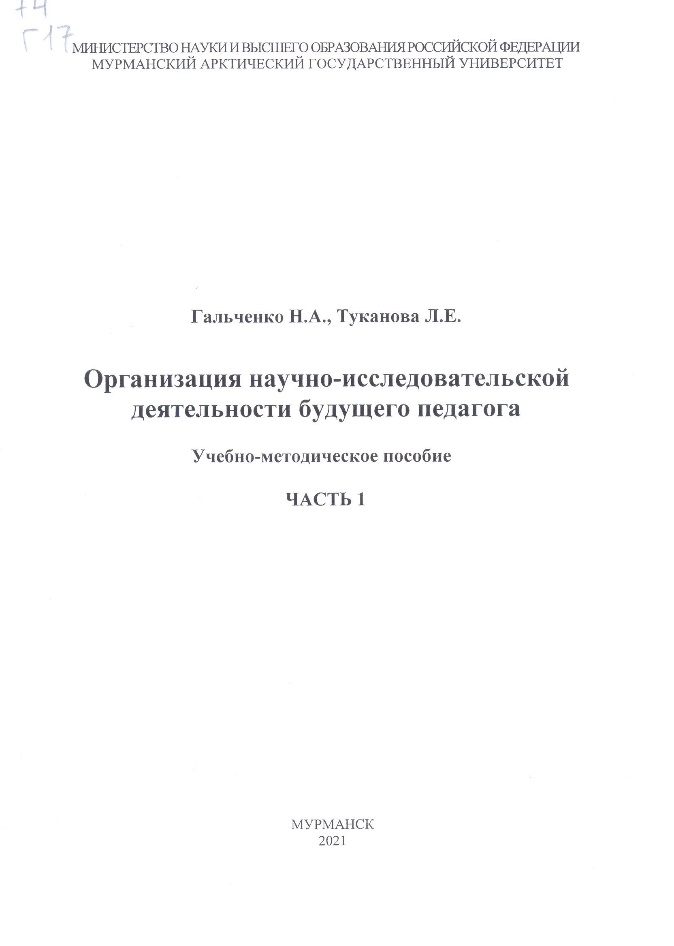 74
Г17
МИНИСТЕРСТВО НАУКИ И ВЫСШЕГО ОБРАЗОВАНИЯ РОССИЙСКОЙ ФЕДЕРАЦИИ
МУРМАНСКИЙ АРКТИЧЕСКИЙ ГОСУДАРСТВЕННЫЙ УНИВЕРСИТЕТ
Гальченко Н.А., Туканова Л.Е.
Организация научно-исследовательской
деятельности будущего педагога
Учебно-методическое пособие
ЧАСТЬ 1
МУРМАНСК
2021